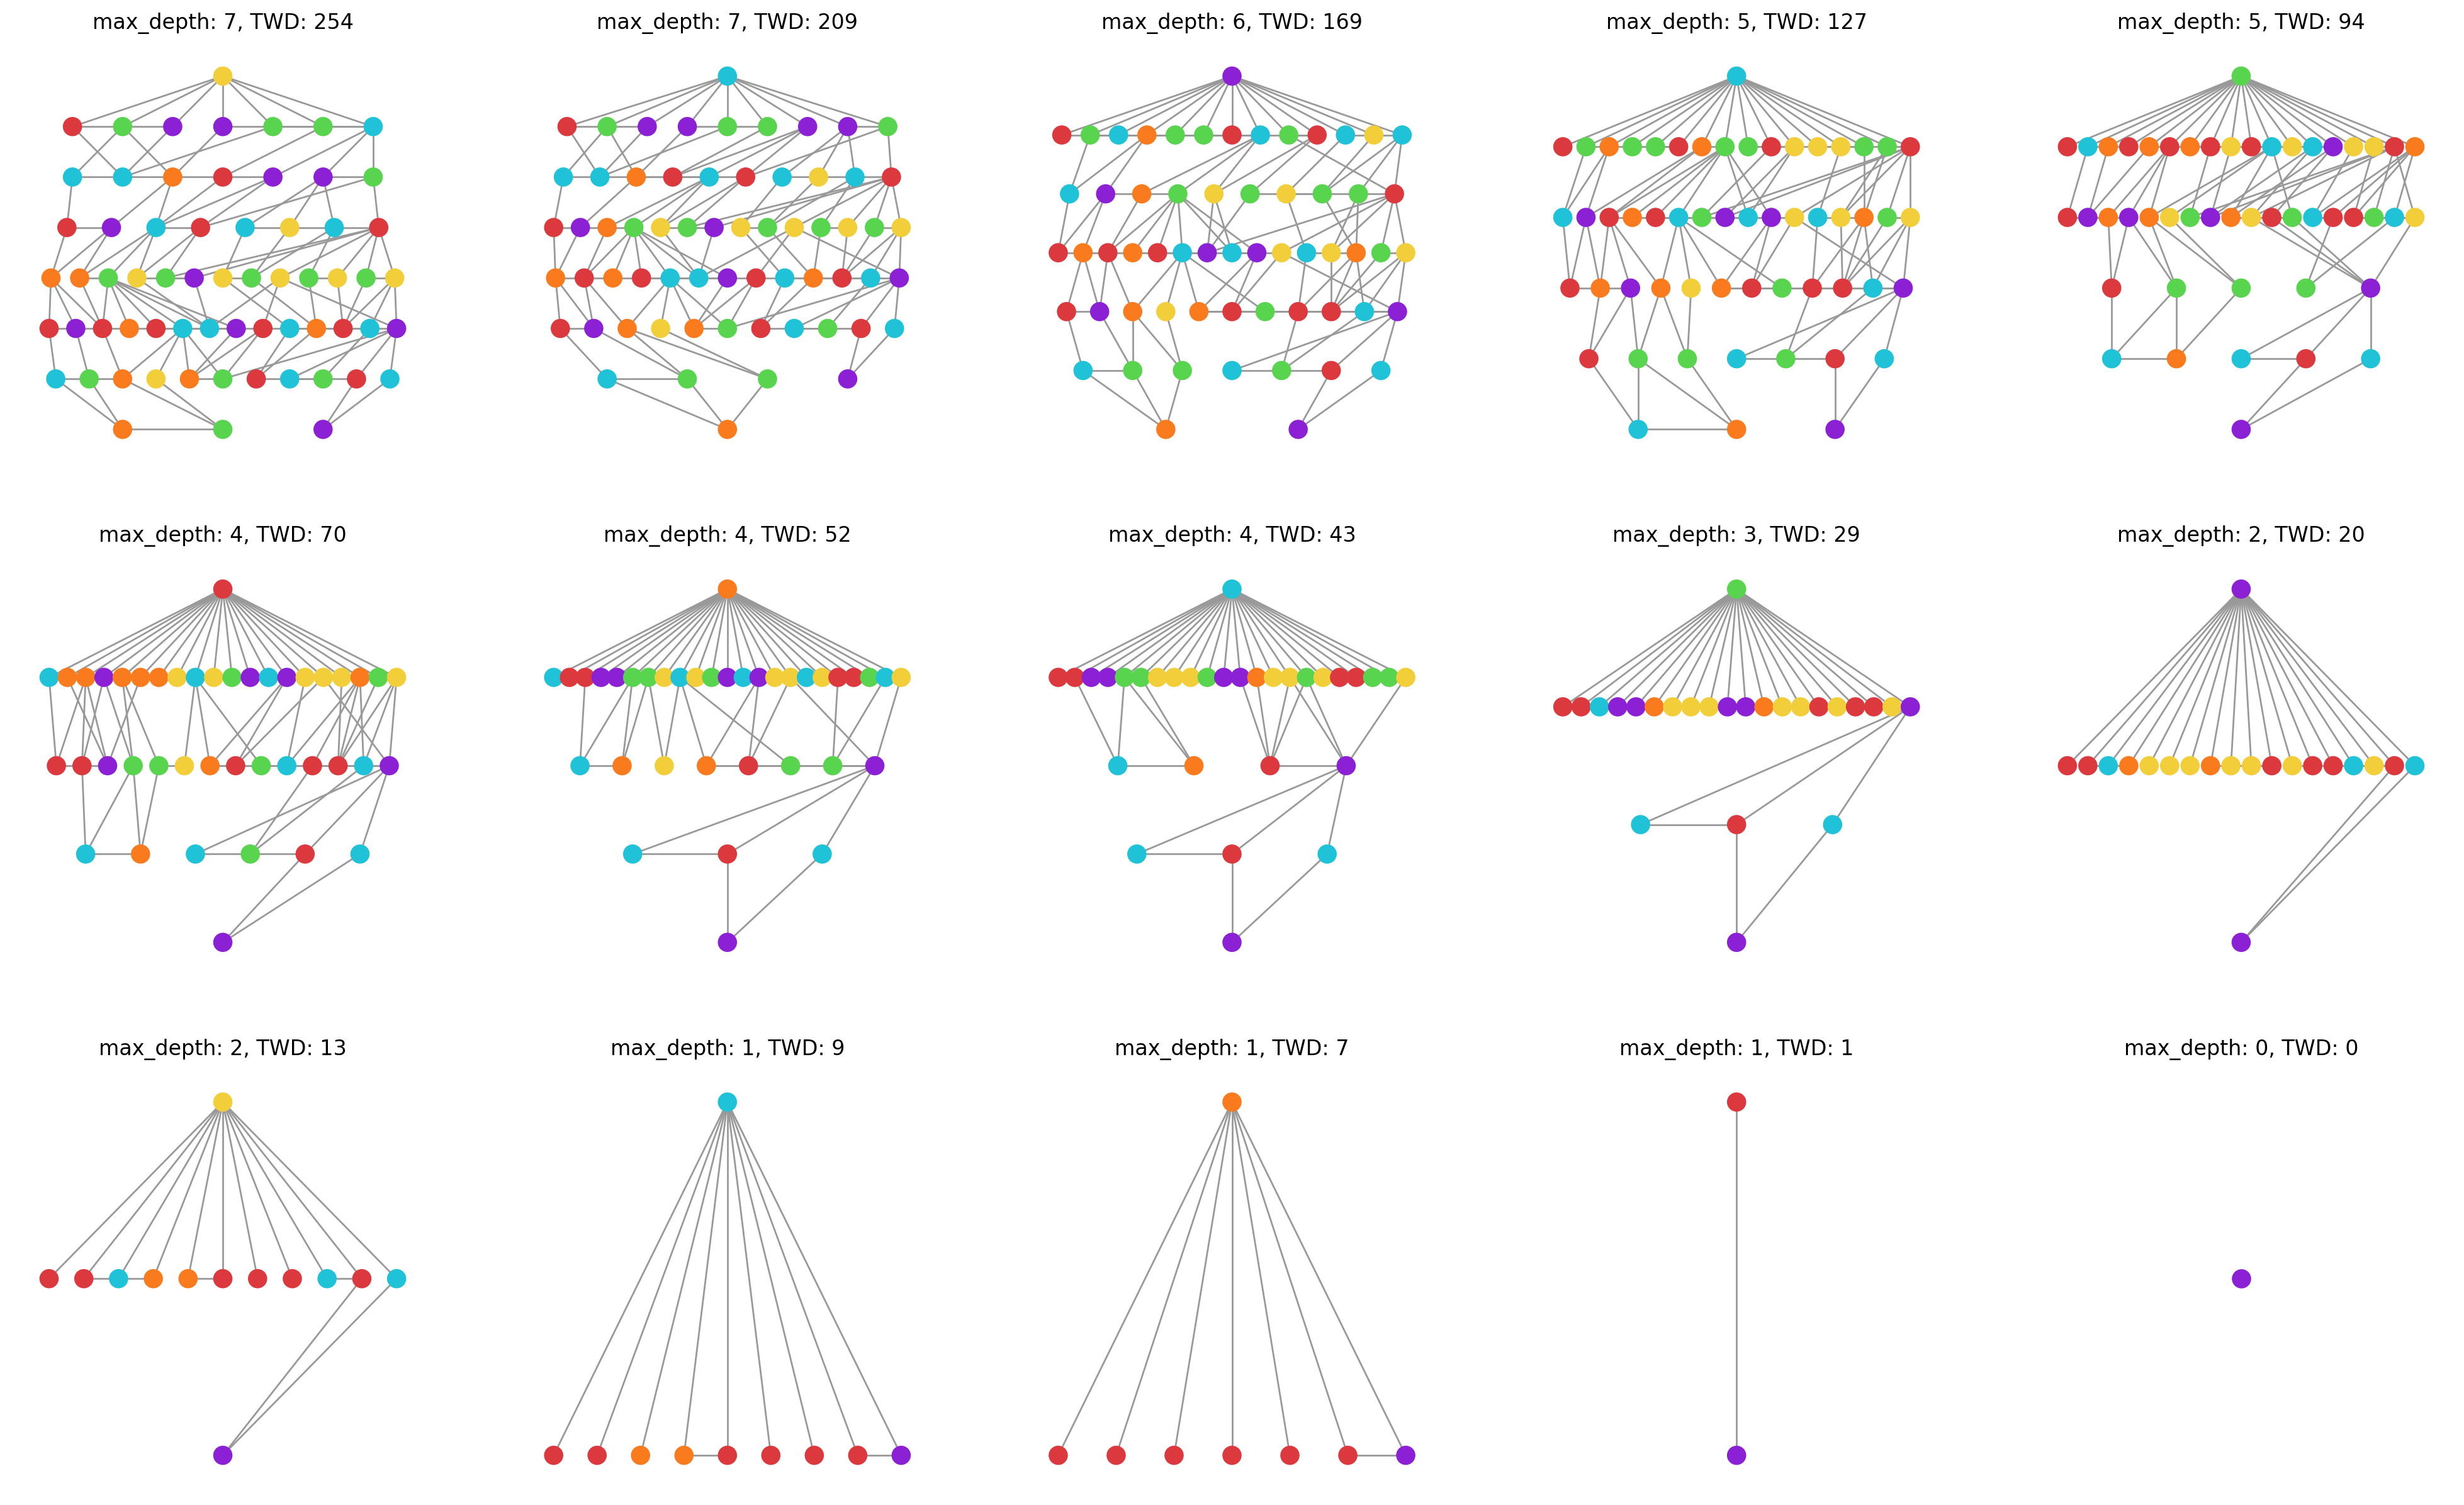 max_depth: 7, TWD: 254
max_depth: 7, TWD: 209
max_depth: 6, TWD: 169
max_depth: 5, TWD: 127
max_depth: 5, TWD: 94
max_depth: 4, TWD: 70
max_depth: 4, TWD: 52
max_depth: 4, TWD: 43
max_depth: 3, TWD: 29
max_depth: 2, TWD: 20
max_depth: 2, TWD: 13
max_depth: 1, TWD: 9
max_depth: 1, TWD: 7
max_depth: 1, TWD: 1
max_depth: 0, TWD: 0